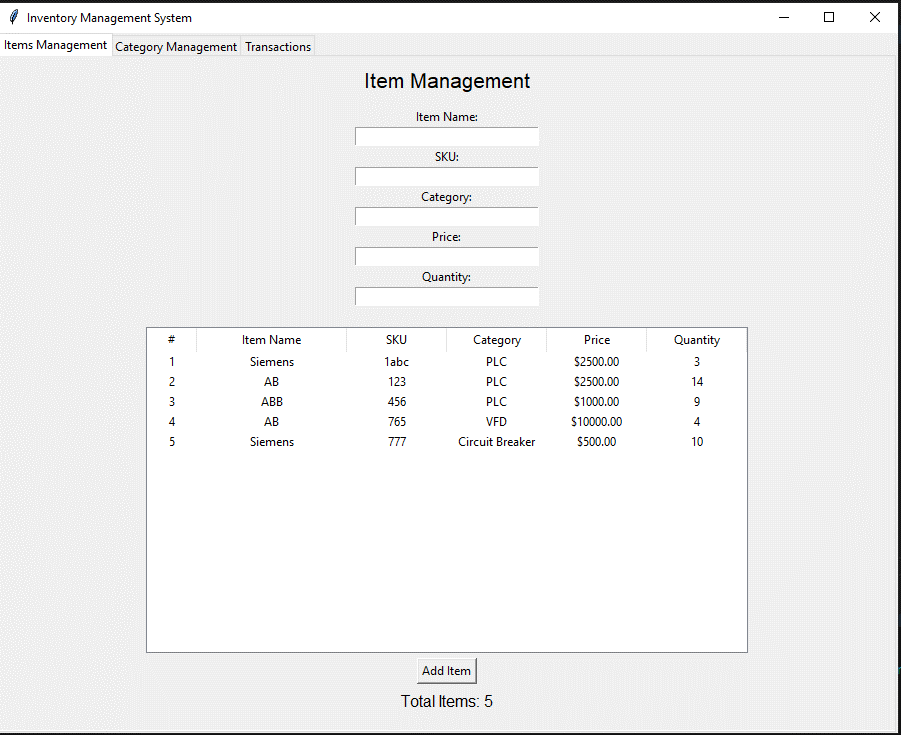 Inventory Management System
Items Management Category Management Transactions
Item Management
Item Name:
SKU:
Category:
Price:
Quantity:
# Item Name SKU Category Price Quantity
1 Siemens 1abc PLC $2500.00 3
2 AB 123 PLC $2500.00 14
3 ABB 456 PLC $1000.00 9
4 AB 765 VFD $10000.00 4
5 Siemens 777 Circuit Breaker $500.00 10
Add Item
Total Items: 5